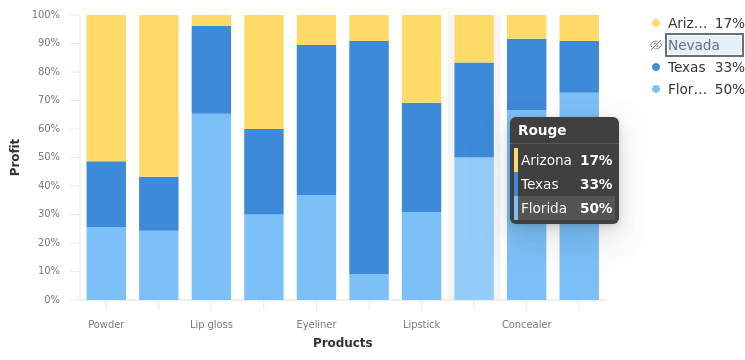 100%
90%
80%
70%
60%
50%
40%
30%
20%
10%
0%
Profit
Powder
Lip gloss
Eyeliner
Lipstick
Concealer
Products
Ariz... 17%
Nevada
Texas 33%
Flor... 50%
Rouge
Arizona 17%
Texas 33%
Florida 50%